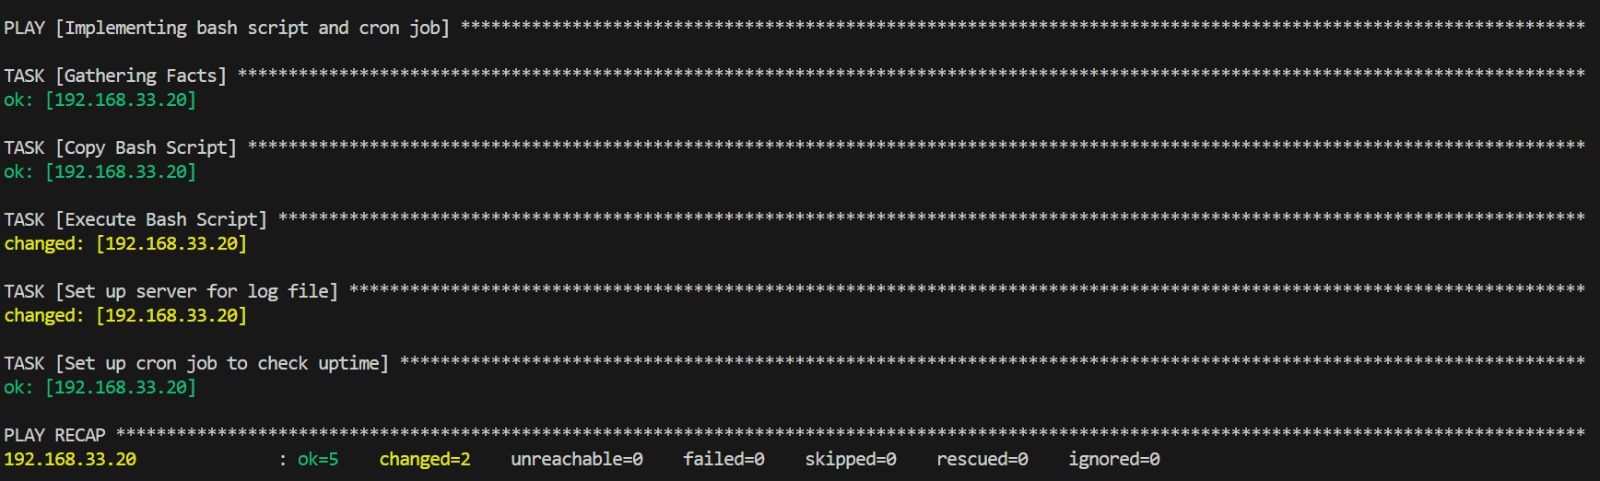 PLAY [Implementing bash script and cron job] ***************************************************************************************************************
TASK [Gathering Facts] *************************************************************************************************************************************
ok: [192.168.33.20]
TASK [Copy Bash Script] ************************************************************************************************************************************
ok: [192.168.33.20]
TASK [Execute Bash Script] *********************************************************************************************************************************
changed: [192.168.33.20]
TASK [Set up server for log file] **************************************************************************************************************************
changed: [192.168.33.20]
TASK [Set up cron job to check uptime] *********************************************************************************************************************
ok: [192.168.33.20]
PLAY RECAP *************************************************************************************************************************************************
192.168.33.20              : ok=5    changed=2    unreachable=0    failed=0    skipped=0    rescued=0    ignored=0